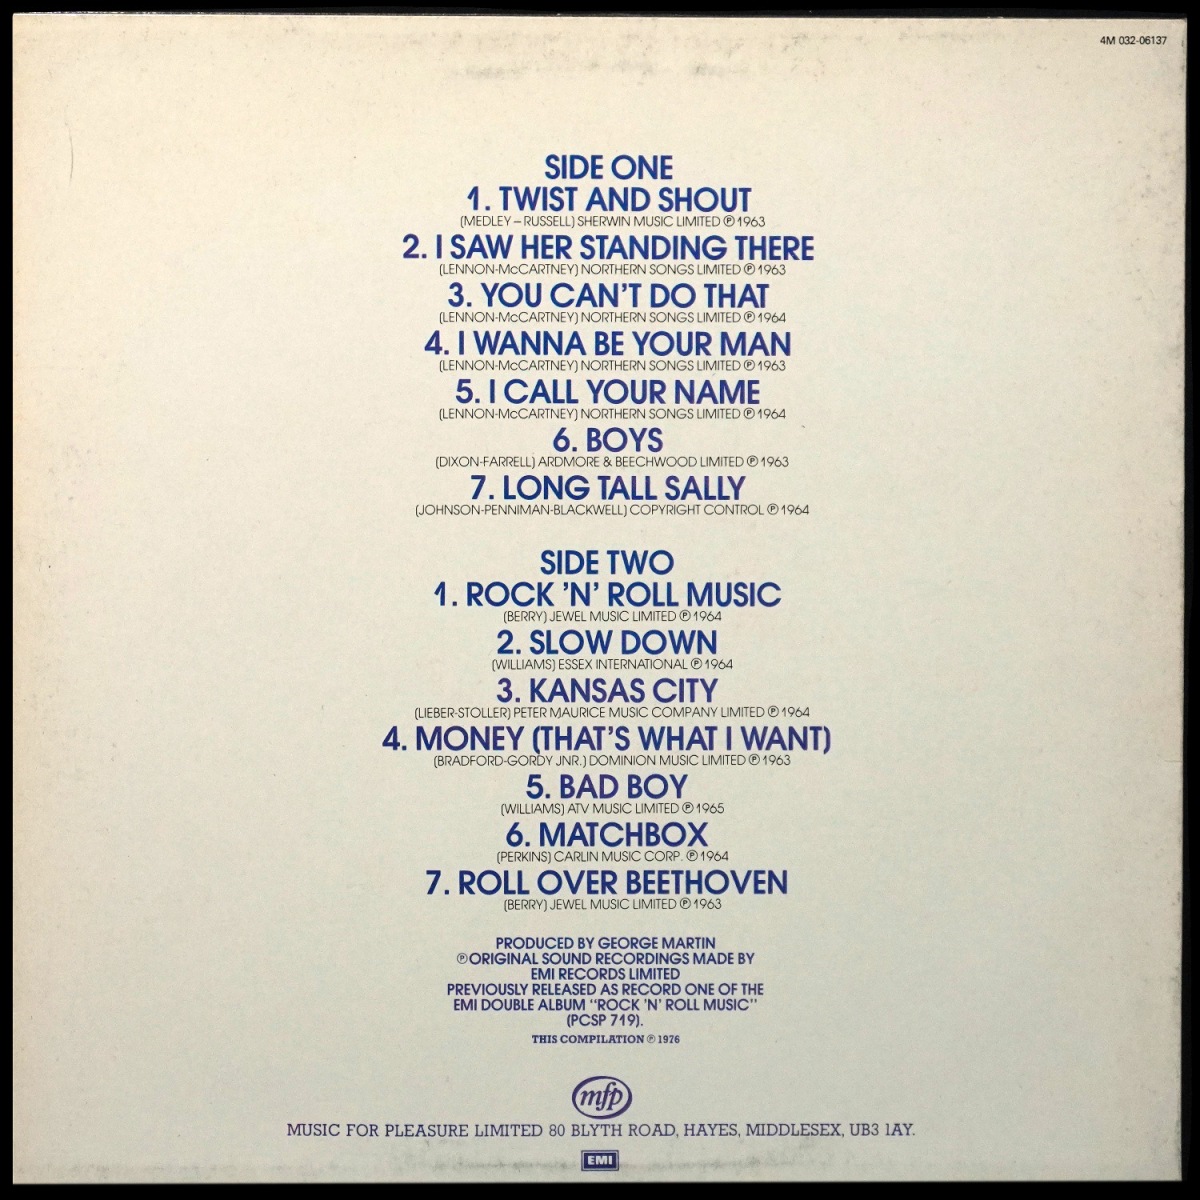 4M 032-06137
SIDE ONE
1. TWIST AND SHOUT
(MEDLEY – RUSSELL) SHERWIN MUSIC LIMITED ℗ 1963
2. I SAW HER STANDING THERE
(LENNON-McCARTNEY) NORTHERN SONGS LIMITED ℗ 1963
3. YOU CAN'T DO THAT
(LENNON-McCARTNEY) NORTHERN SONGS LIMITED ℗ 1964
4. I WANNA BE YOUR MAN
(LENNON-McCARTNEY) NORTHERN SONGS LIMITED ℗ 1963
5. I CALL YOUR NAME
(LENNON-McCARTNEY) NORTHERN SONGS LIMITED ℗ 1964
6. BOYS
(DIXON-FARRELL) ARDMORE & BEECHWOOD LIMITED ℗ 1963
7. LONG TALL SALLY
(JOHNSON-PENNIMAN-BLACKWELL) COPYRIGHT CONTROL ℗ 1964
SIDE TWO
1. ROCK 'N' ROLL MUSIC
(BERRY) JEWEL MUSIC LIMITED ℗ 1964
2. SLOW DOWN
(WILLIAMS) ESSEX INTERNATIONAL ℗ 1964
3. KANSAS CITY
(LIEBER-STOLLER) PETER MAURICE MUSIC COMPANY LIMITED ℗ 1964
4. MONEY (THAT'S WHAT I WANT)
(BRADFORD-GORDY JNR.) DOMINION MUSIC LIMITED ℗ 1963
5. BAD BOY
(WILLIAMS) ATV MUSIC LIMITED ℗ 1965
6. MATCHBOX
(PERKINS) CARLIN MUSIC CORP. ℗ 1964
7. ROLL OVER BEETHOVEN
(BERRY) JEWEL MUSIC LIMITED ℗ 1963
PRODUCED BY GEORGE MARTIN
℗ ORIGINAL SOUND RECORDINGS MADE BY
EMI RECORDS LIMITED
PREVIOUSLY RELEASED AS RECORD ONE OF THE
EMI DOUBLE ALBUM "ROCK 'N' ROLL MUSIC"
(PCSP 719).
THIS COMPILATION ℗ 1976
mfp
MUSIC FOR PLEASURE LIMITED 80 BLYTH ROAD, HAYES, MIDDLESEX, UB3 1AY.
EMI